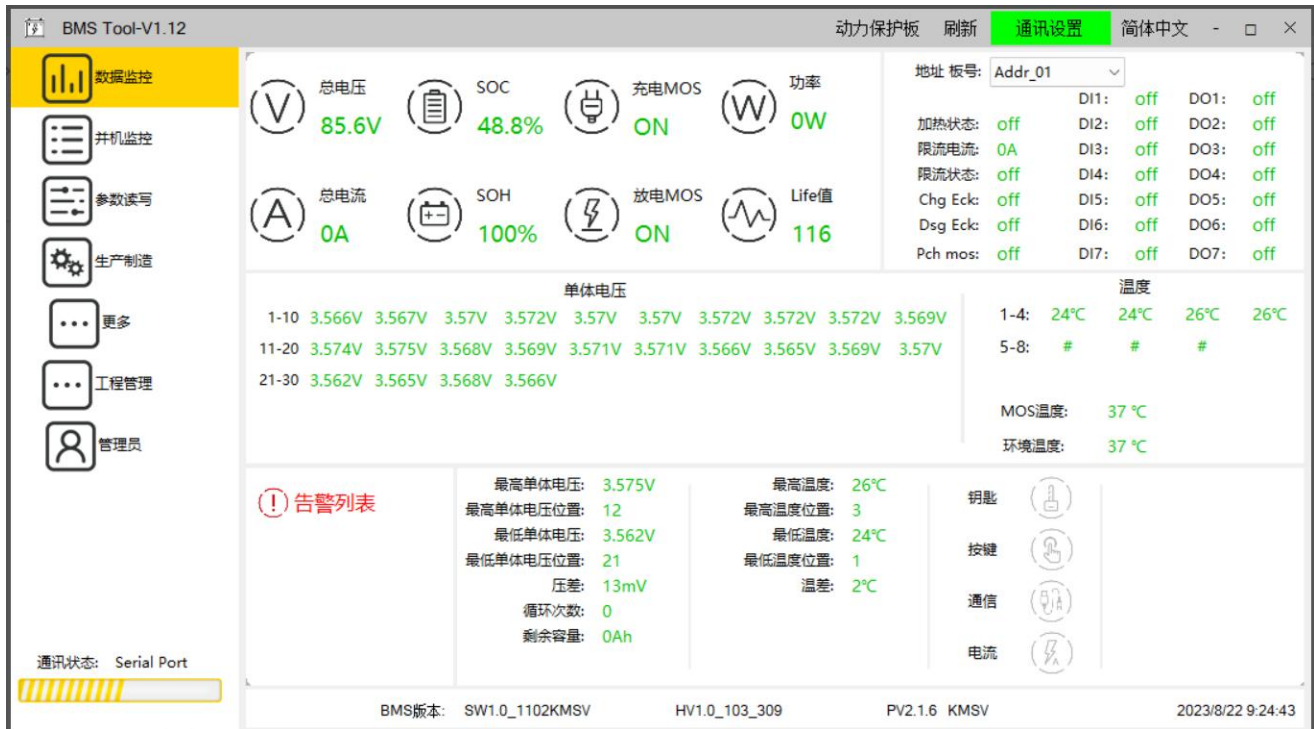 BMS Tool-V1.12 动力保护板 刷新 通讯设置 简体中文 - □ ×
数据监控
并机监控
参数读写
生产制造
更多
工程管理
管理员
通讯状态: Serial Port
总电压 SOC 充电MOS 功率
85.6V 48.8% ON 0W
总电流 SOH 放电MOS Life值
0A 100% ON 116
地址 板号: Addr_01
DI1: off DO1: off
加热状态: off DI2: off DO2: off
限流电流: 0A DI3: off DO3: off
限流状态: off DI4: off DO4: off
Chg Eck: off DI5: off DO5: off
Dsg Eck: off DI6: off DO6: off
Pch mos: off DI7: off DO7: off
单体电压
1-10 3.566V 3.567V 3.57V 3.572V 3.57V 3.57V 3.572V 3.572V 3.572V 3.569V
11-20 3.574V 3.575V 3.568V 3.569V 3.571V 3.571V 3.566V 3.565V 3.569V 3.57V
21-30 3.562V 3.565V 3.568V 3.566V
温度
1-4: 24℃ 24℃ 26℃ 26℃
5-8: # # #
MOS温度: 37 ℃
环境温度: 37 ℃
告警列表
最高单体电压: 3.575V
最高单体电压位置: 12
最低单体电压: 3.562V
最低单体电压位置: 21
压差: 13mV
循环次数: 0
剩余容量: 0Ah
最高温度: 26℃
最高温度位置: 3
最低温度: 24℃
最低温度位置: 1
温差: 2℃
钥匙
按键
通信
电流
BMS版本: SW1.0_1102KMSV HV1.0_103_309 PV2.1.6 KMSV 2023/8/22 9:24:43